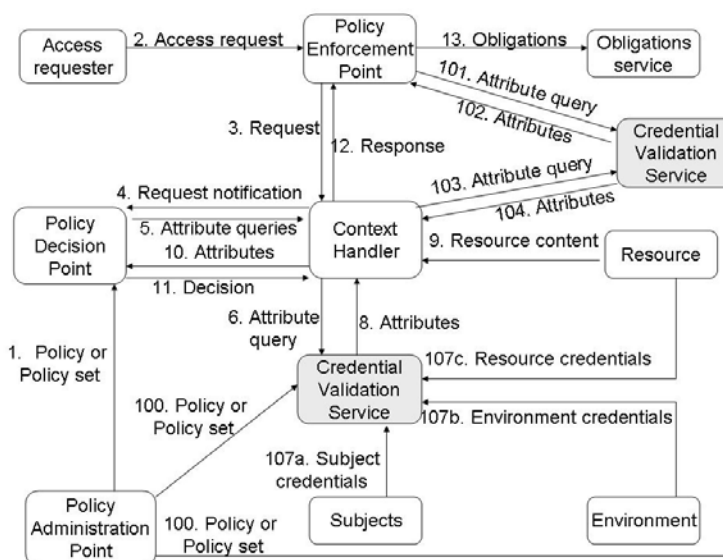 Access
requester
2. Access request
Policy
Enforcement
Point
13. Obligations
Obligations
service
101. Attribute query
102. Attributes
Credential
Validation
Service
3. Request
12. Response
103. Attribute query
104. Attributes
4. Request notification
5. Attribute queries
10. Attributes
11. Decision
Policy
Decision
Point
Context
Handler
9. Resource content
Resource
6. Attribute
query
8. Attributes
1. Policy or
Policy set
107c. Resource credentials
Credential
Validation
Service
107b. Environment credentials
100. Policy or
Policy set
107a. Subject
credentials
Policy
Administration
Point
100. Policy or
Policy set
Subjects
Environment